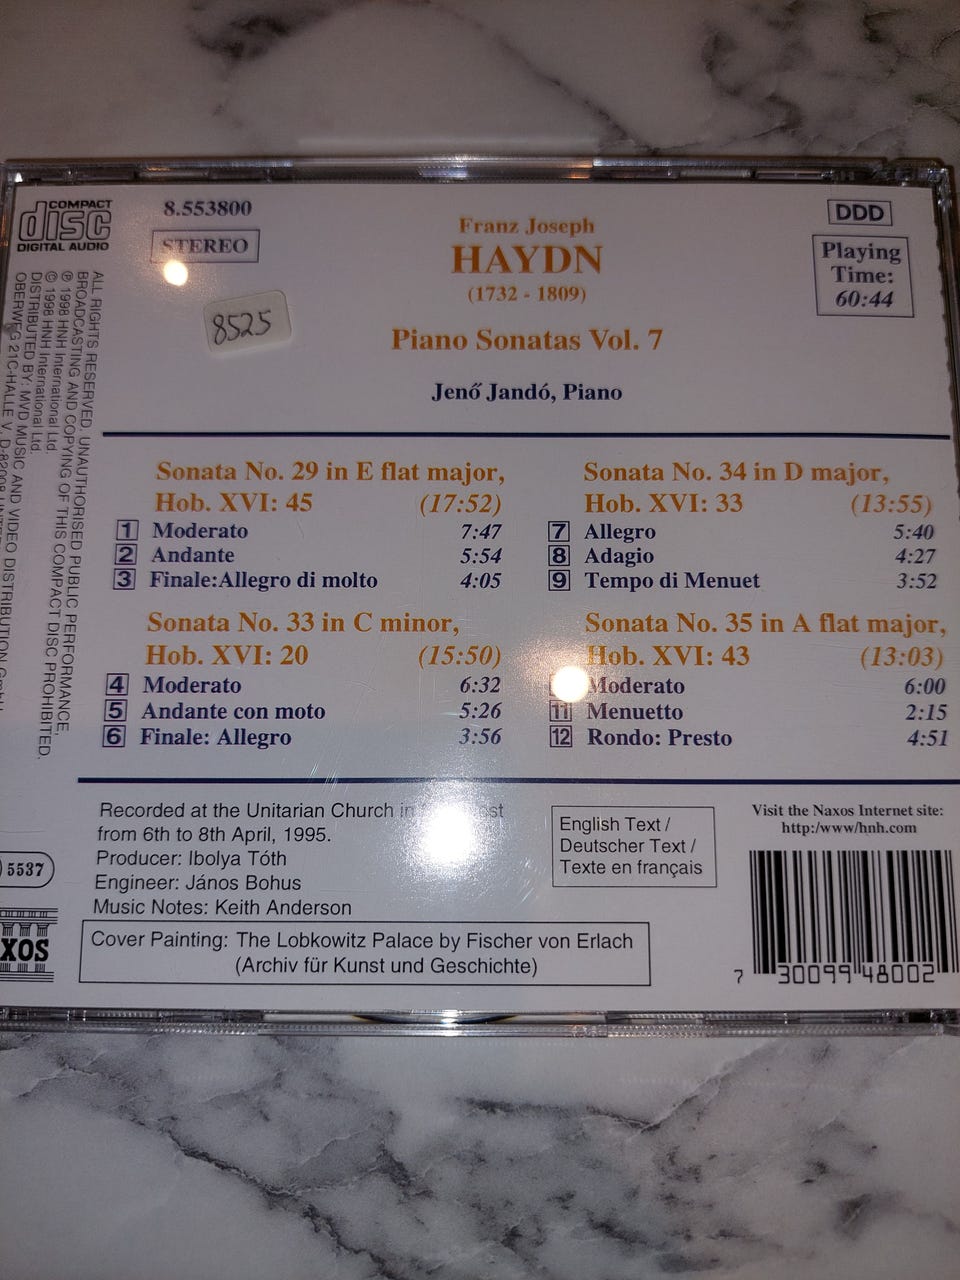 COMPACT
disc
DIGITAL AUDIO
8.553800
STEREO
8525
Franz Joseph
HAYDN
(1732 - 1809)
Piano Sonatas Vol. 7
Jenő Jandó, Piano
DDD
Playing
Time:
60:44
Sonata No. 29 in E flat major,
Hob. XVI: 45 (17:52)
1 Moderato 7:47
2 Andante 5:54
3 Finale:Allegro di molto 4:05
Sonata No. 33 in C minor,
Hob. XVI: 20 (15:50)
4 Moderato 6:32
5 Andante con moto 5:26
6 Finale: Allegro 3:56
Sonata No. 34 in D major,
Hob. XVI: 33 (13:55)
7 Allegro 5:40
8 Adagio 4:27
9 Tempo di Menuet 3:52
Sonata No. 35 in A flat major,
Hob. XVI: 43 (13:03)
Moderato 6:00
11 Menuetto 2:15
12 Rondo: Presto 4:51
Recorded at the Unitarian Church in
from 6th to 8th April, 1995.
Producer: Ibolya Tóth
Engineer: János Bohus
Music Notes: Keith Anderson
Cover Painting: The Lobkowitz Palace by Fischer von Erlach
(Archiv für Kunst und Geschichte)
English Text /
Deutscher Text /
Texte en français
Visit the Naxos Internet site:
http:/www/hnh.com
7 30099 48002
5537
XOS
ALL RIGHTS RESERVED. UNAUTHORISED PUBLIC PERFORMANCE,
BROADCASTING AND COPYING OF THIS COMPACT DISC PROHIBITED.
℗ 1998 HNH International Ltd.
© 1998 HNH International Ltd.
DISTRIBUTED BY: MVD MUSIC AND VIDEO DISTRIBUTION GmbH
OBERWEG 21C-HALLE V, D-82008